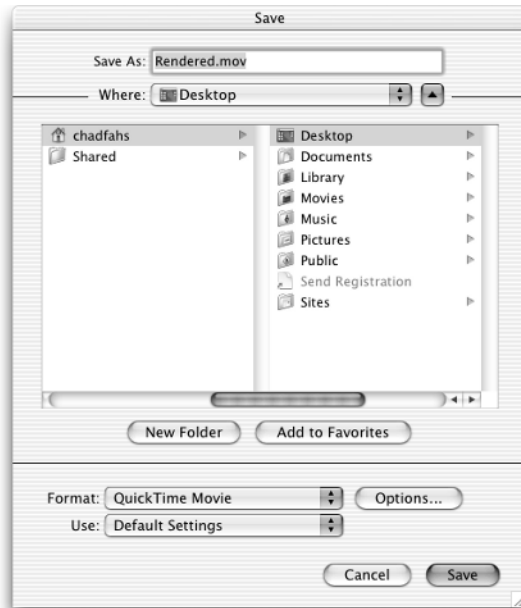 Save
Save As: Rendered.mov
Where: Desktop
chadfahs
Shared
Desktop
Documents
Library
Movies
Music
Pictures
Public
Send Registration
Sites
New Folder Add to Favorites
Format: QuickTime Movie Options...
Use: Default Settings
Cancel Save